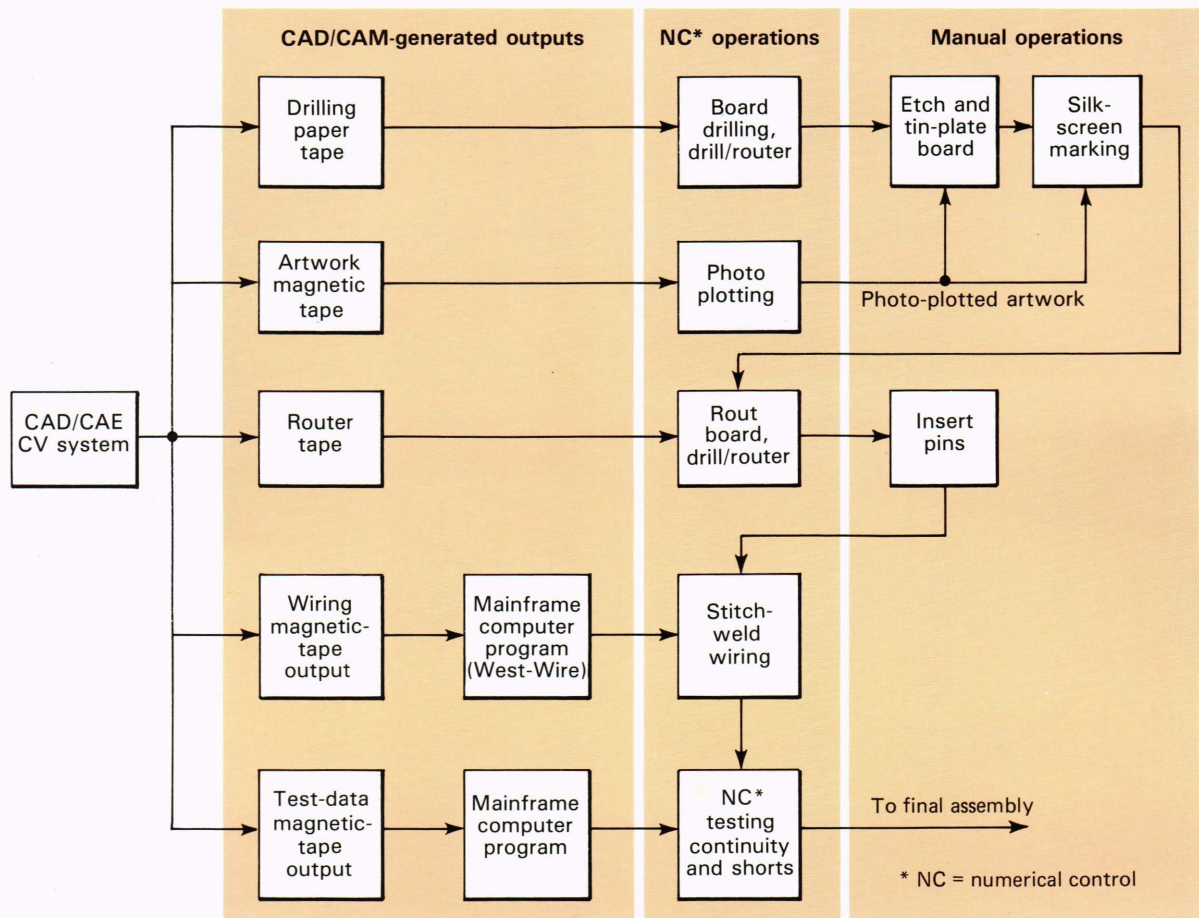 CAD/CAM-generated outputs
NC* operations
Manual operations
Drilling
paper
tape
Board
drilling,
drill/router
Etch and
tin-plate
board
Silk-
screen
marking
Artwork
magnetic
tape
Photo
plotting
Photo-plotted artwork
CAD/CAE
CV system
Router
tape
Rout
board,
drill/router
Insert
pins
Wiring
magnetic-
tape
output
Mainframe
computer
program
(West-Wire)
Stitch-
weld
wiring
Test-data
magnetic-
tape
output
Mainframe
computer
program
NC*
testing
continuity
and shorts
To final assembly
* NC = numerical control